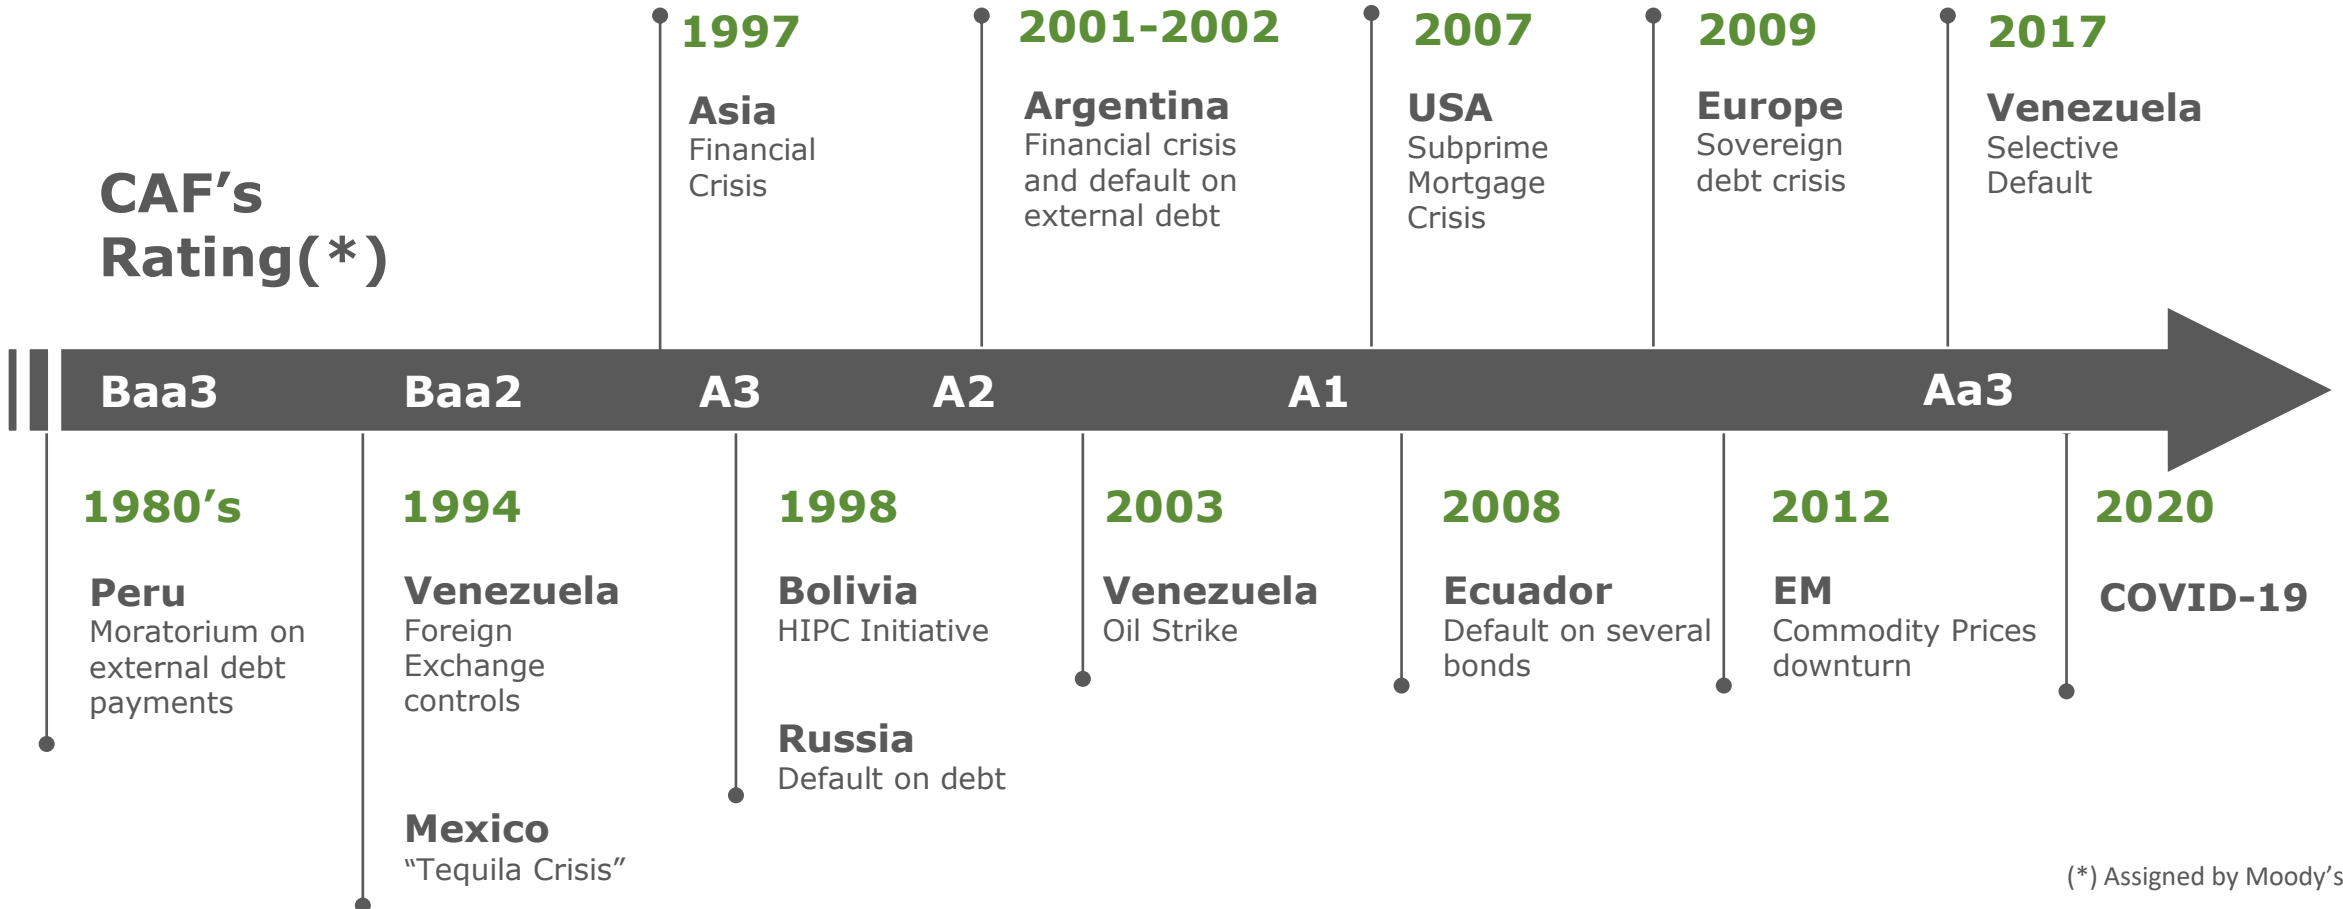 1997
Asia
Financial
Crisis
2001-2002
Argentina
Financial crisis
and default on
external debt
2007
USA
Subprime
Mortgage
Crisis
2009
Europe
Sovereign
debt crisis
2017
Venezuela
Selective
Default
CAF’s
Rating(*)
Baa3
Baa2
A3
A2
A1
Aa3
1980’s
Peru
Moratorium on
external debt
payments
1994
Venezuela
Foreign
Exchange
controls
Mexico
“Tequila Crisis”
1998
Bolivia
HIPC Initiative
Russia
Default on debt
2003
Venezuela
Oil Strike
2008
Ecuador
Default on several
bonds
2012
EM
Commodity Prices
downturn
2020
COVID-19
(*) Assigned by Moody’s